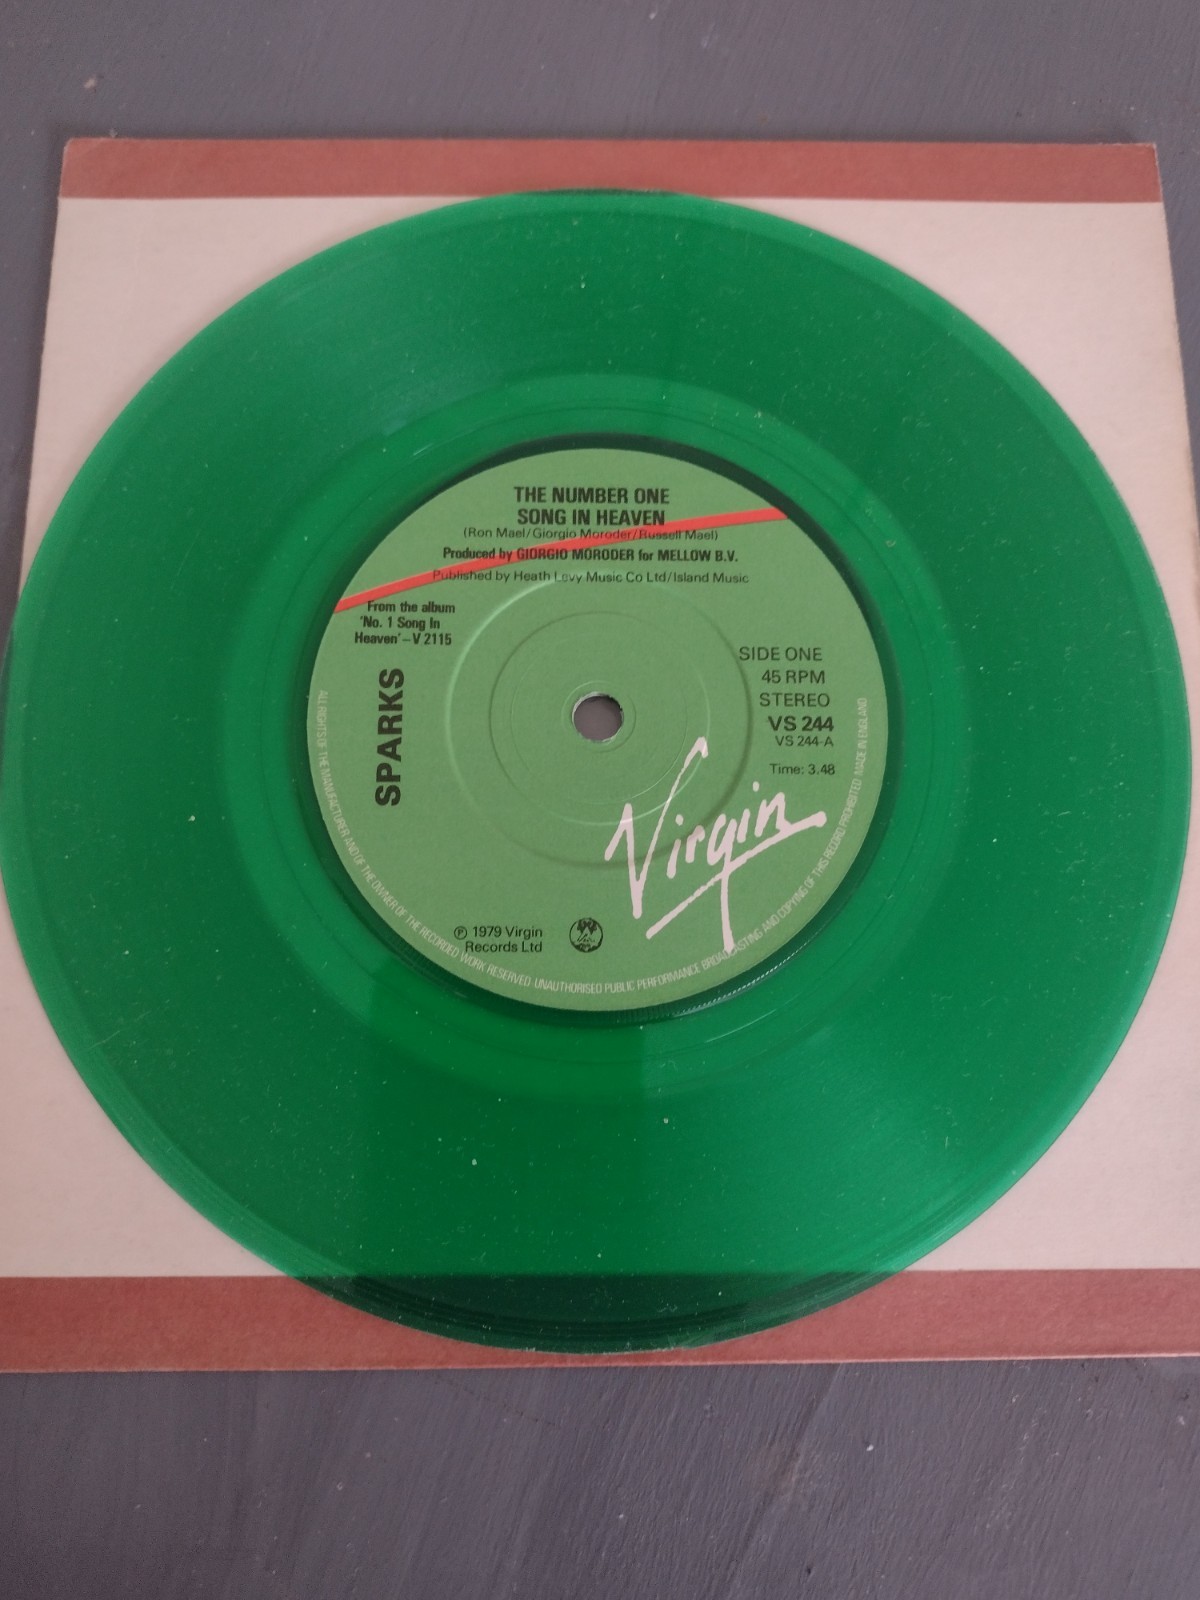 THE NUMBER ONE
SONG IN HEAVEN
(Ron Mael/Giorgio Moroder/Russell Mael)
Produced by GIORGIO MORODER for MELLOW B.V.
Published by Heath Levy Music Co Ltd/Island Music
From the album
'No. 1 Song In
Heaven'–V 2115
SPARKS
SIDE ONE
45 RPM
STEREO
VS 244
VS 244-A
Time: 3.48
Virgin
℗ 1979 Virgin
Records Ltd
ALL RIGHTS OF THE MANUFACTURER AND OF THE OWNER OF THE RECORDED WORK RESERVED UNAUTHORISED PUBLIC PERFORMANCE BROADCASTING AND COPYING OF THIS RECORD PROHIBITED MADE IN ENGLAND